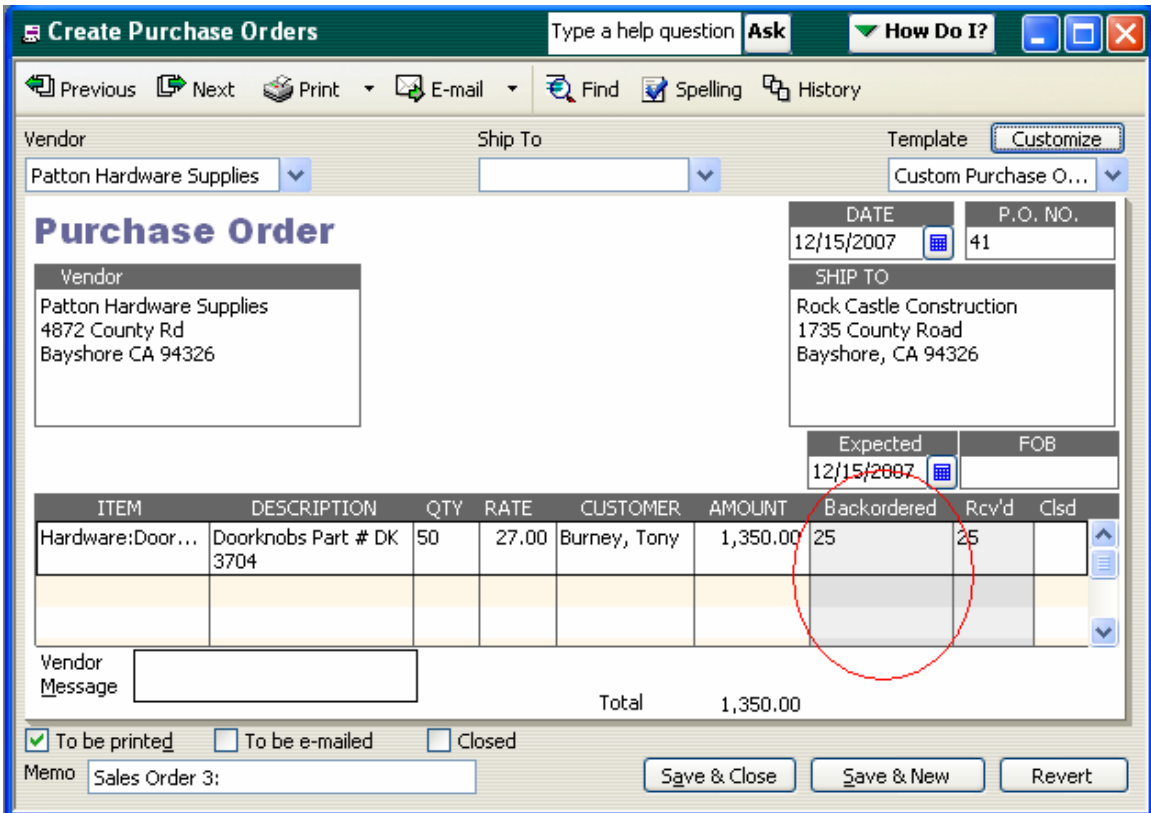 Create Purchase Orders Type a help question Ask How Do I?
Previous Next Print E-mail Find Spelling History
Vendor Ship To Template Customize
Patton Hardware Supplies Custom Purchase O...
Purchase Order
DATE P.O. NO.
12/15/2007 41
Vendor
Patton Hardware Supplies
4872 County Rd
Bayshore CA 94326
SHIP TO
Rock Castle Construction
1735 County Road
Bayshore, CA 94326
Expected FOB
12/15/2007
ITEM DESCRIPTION QTY RATE CUSTOMER AMOUNT Backordered Rcv'd Clsd
Hardware:Door... Doorknobs Part # DK 50 27.00 Burney, Tony 1,350.00 25 25
3704
Vendor
Message
Total 1,350.00
To be printed To be e-mailed Closed
Memo Sales Order 3: Save & Close Save & New Revert